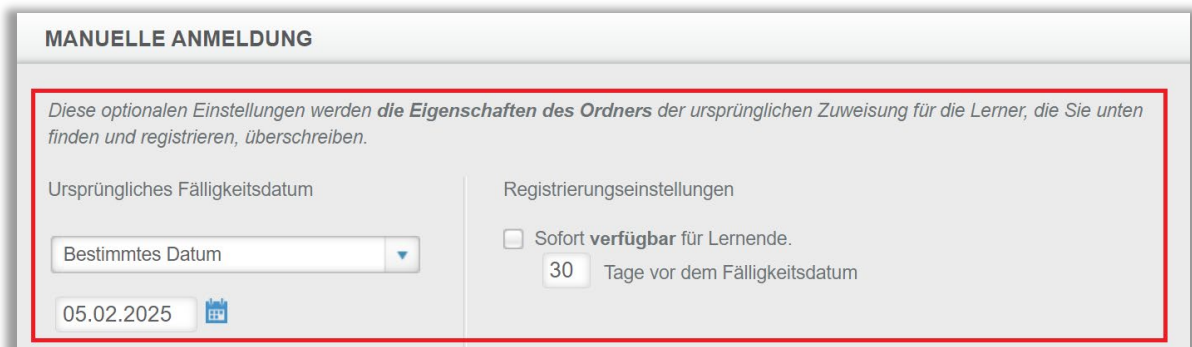 MANUELLE ANMELDUNG
Diese optionalen Einstellungen werden die Eigenschaften des Ordners der ursprünglichen Zuweisung für die Lerner, die Sie unten
finden und registrieren, überschreiben.
Ursprüngliches Fälligkeitsdatum
Bestimmtes Datum
05.02.2025
Registrierungseinstellungen
Sofort verfügbar für Lernende.
30 Tage vor dem Fälligkeitsdatum